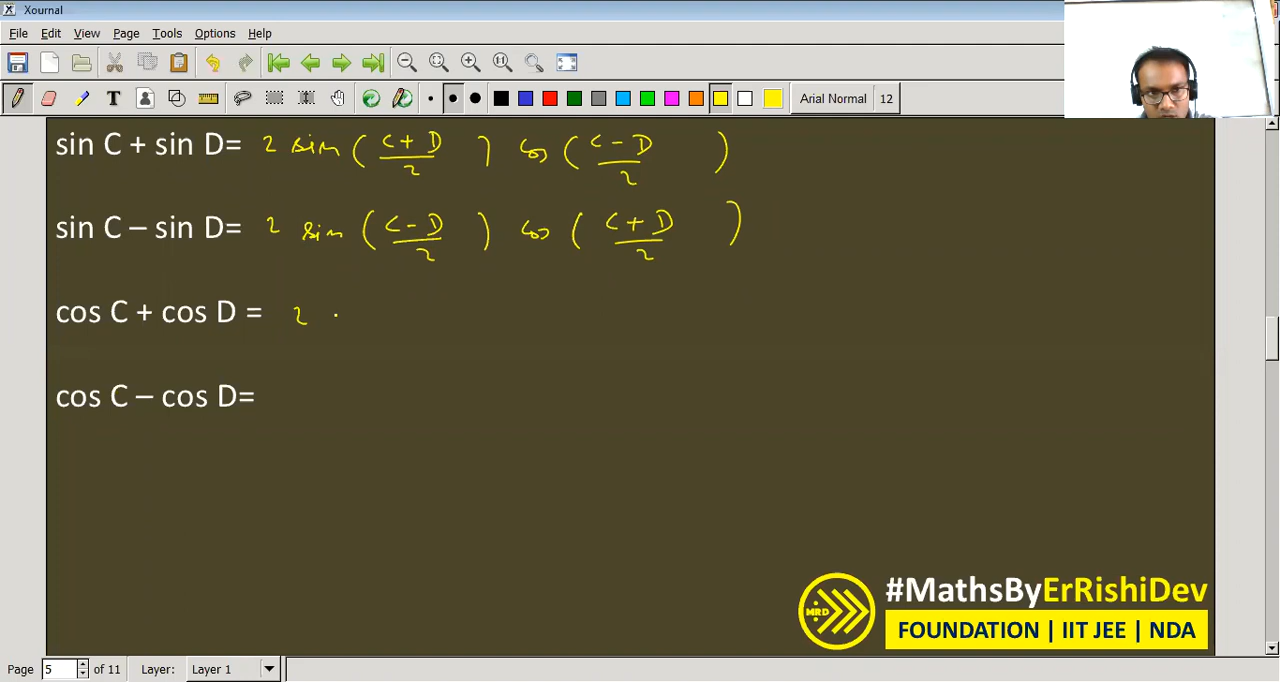 Xournal
File Edit View Page Tools Options Help
Arial Normal 12
sin C + sin D= 2 sin ( C + D / 2 ) cos ( C - D / 2 )
sin C – sin D= 2 sin ( C - D / 2 ) cos ( C + D / 2 )
cos C + cos D = 2
cos C – cos D=
MRD
#MathsByErRishiDev
FOUNDATION | IIT JEE | NDA
Page 5 of 11 Layer: Layer 1